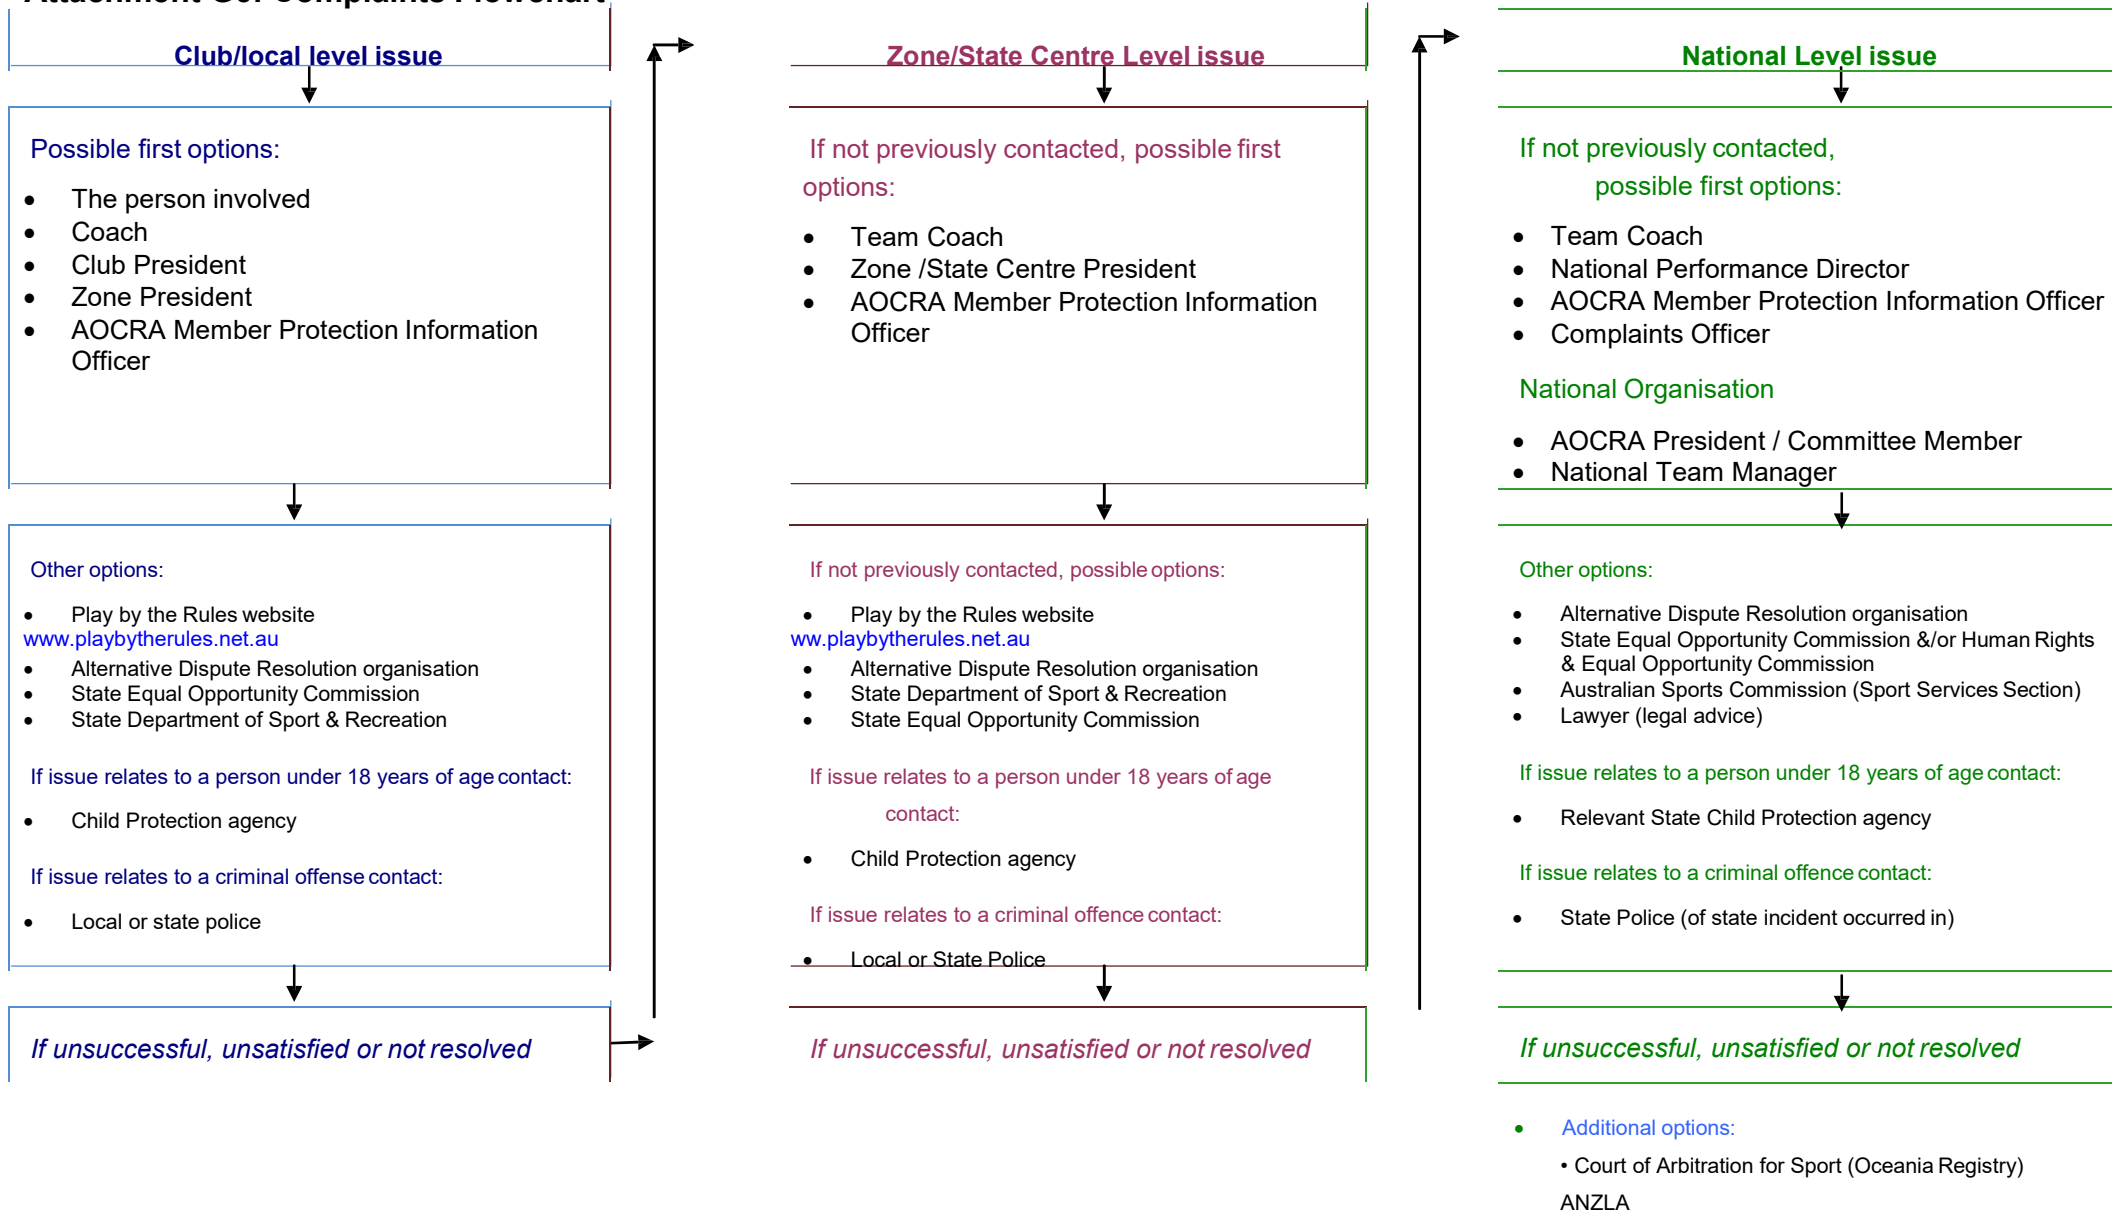 Club/local level issue
Possible first options:
• The person involved
• Coach
• Club President
• Zone President
• AOCRA Member Protection Information
Officer
Other options:
• Play by the Rules website
www.playbytherules.net.au
• Alternative Dispute Resolution organisation
• State Equal Opportunity Commission
• State Department of Sport & Recreation
If issue relates to a person under 18 years of age contact:
• Child Protection agency
If issue relates to a criminal offense contact:
• Local or state police
If unsuccessful, unsatisfied or not resolved
Zone/State Centre Level issue
If not previously contacted, possible first
options:
• Team Coach
• Zone /State Centre President
• AOCRA Member Protection Information
Officer
If not previously contacted, possible options:
• Play by the Rules website
ww.playbytherules.net.au
• Alternative Dispute Resolution organisation
• State Department of Sport & Recreation
• State Equal Opportunity Commission
If issue relates to a person under 18 years of age
contact:
• Child Protection agency
If issue relates to a criminal offence contact:
• Local or State Police
If unsuccessful, unsatisfied or not resolved
National Level issue
If not previously contacted,
possible first options:
• Team Coach
• National Performance Director
• AOCRA Member Protection Information Officer
• Complaints Officer
National Organisation
• AOCRA President / Committee Member
• National Team Manager
Other options:
• Alternative Dispute Resolution organisation
• State Equal Opportunity Commission &/or Human Rights
& Equal Opportunity Commission
• Australian Sports Commission (Sport Services Section)
• Lawyer (legal advice)
If issue relates to a person under 18 years of age contact:
• Relevant State Child Protection agency
If issue relates to a criminal offence contact:
• State Police (of state incident occurred in)
If unsuccessful, unsatisfied or not resolved
• Additional options:
• Court of Arbitration for Sport (Oceania Registry)
ANZLA